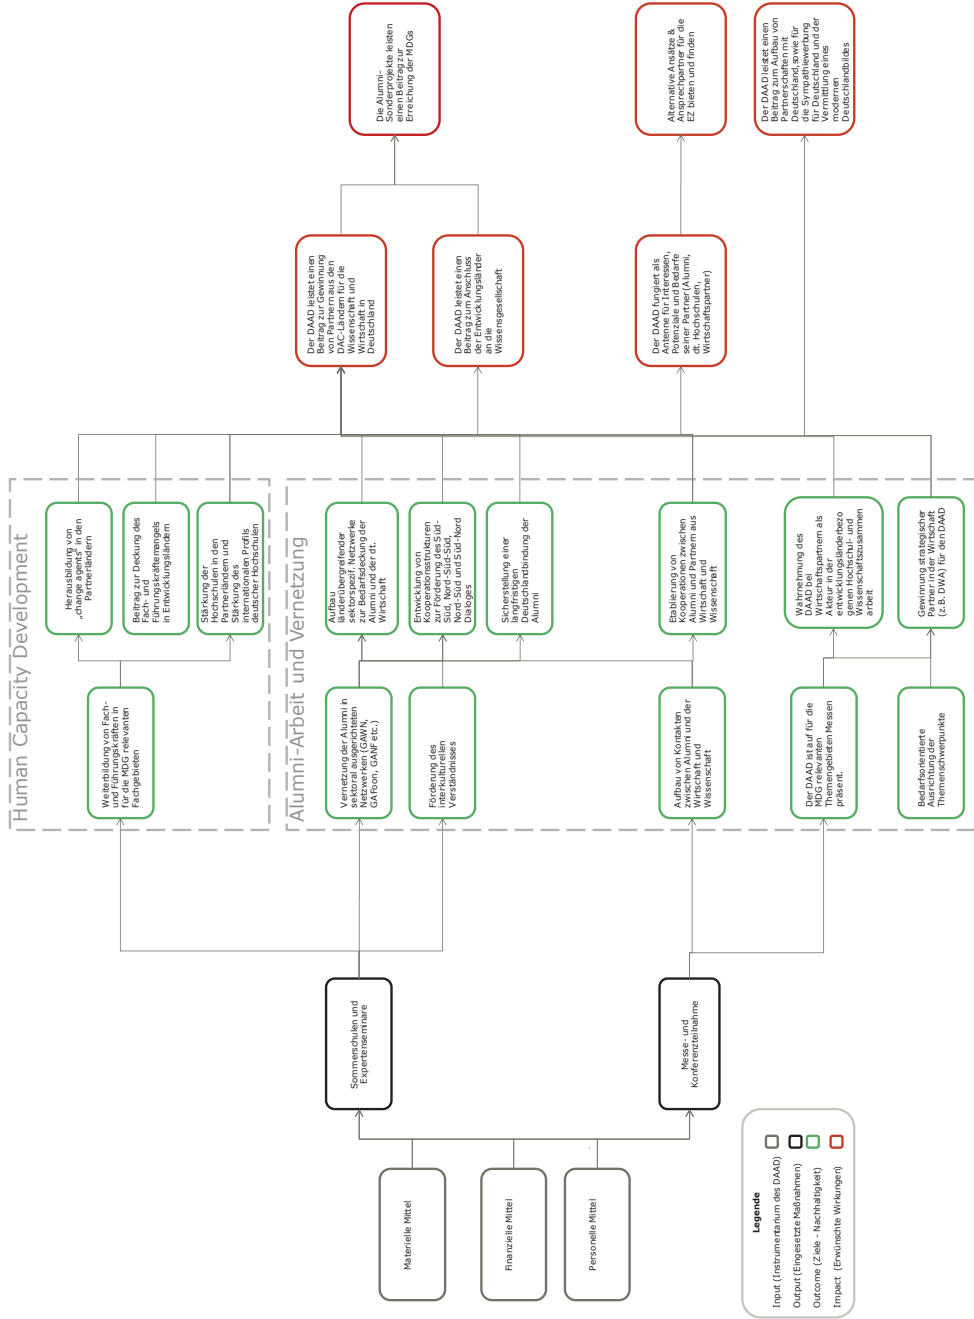 Human Capacity Development
Alumni-Arbeit und Vernetzung
Materielle Mittel
Finanzielle Mittel
Personelle Mittel
Sommerschulen und
Expertenseminare
Messe- und
Konferenzteilnahme
Weiterbildung von Fach-
und Führungskräften in
für die MDG relevanten
Fachgebieten
Vernetzung der Alumni in
sektoral ausgerichteten
Netzwerken (GAWN,
GAFoon, GANF etc.)
Förderung des
interkulturellen
Verständnisses
Aufbau von Kontakten
zwischen Alumni und der
Wirtschaft und
Wissenschaft
Der DAAD ist auf für die
MDG relevanten
Themengebieten Messen
präsent.
Bedarfsorientierte
Ausrichtung der
Themenschwerpunkte
Herausbildung von
„change agents“ in den
Partnerländern
Beitrag zur Deckung des
Fach- und
Führungskräftemangels
in Entwicklungsländern
Stärkung der
Hochschulen in den
Partnerländern und
Stärkung des
internationalen Profils
deutscher Hochschulen
Aufbau
länderübergreifender
sektorspezif. Netzwerke
zur Bedarfsdeckung der
Alumni und der dt.
Wirtschaft
Entwicklung von
Kooperationsstrukturen
zur Förderung des Süd-
Süd, Nord-Süd-Süd,
Nord-Süd und Süd-Nord
Dialoges
Sicherstellung einer
langfristigen
Deutschlandbindung der
Alumni
Etablierung von
Kooperationen zwischen
Alumni und Partnern aus
Wirtschaft und
Wissenschaft
Wahrnehmung des
DAAD bei
Wirtschaftspartnern als
Akteur in der
entwicklungsländerbezo
genen Hochschul- und
Wissenschaftszusammen
arbeit
Gewinnung strategischer
Partner in der Wirtschaft
(z.B. DWA) für den DAAD
Der DAAD leistet einen
Beitrag zur Gewinnung
von Partnern aus den
DAC-Ländern für die
Wissenschaft und
Wirtschaft in
Deutschland
Der DAAD leistet einen
Beitrag zum Anschluss
der Entwicklungsländer
an die
Wissensgesellschaft
Der DAAD fungiert als
Antenne für Interessen,
Potenziale und Bedarfe
seiner Partner (Alumni,
dt. Hochschulen,
Wirtschaftspartner)
Die Alumni-
Sonderprojekte leisten
einen Beitrag zur
Erreichung der MDGs
Alternative Ansätze &
Ansprechpartner für die
EZ bieten und finden
Der DAAD leistet einen
Beitrag zum Aufbau von
Partnerschaften mit
Deutschland, sowie für
die Sympathiewerbung
für Deutschland und der
Vermittlung eines
modernen
Deutschlandbildes
Legende
Input (Instrumentarium des DAAD)
Output (Eingesetzte Maßnahmen)
Outcome (Ziele - Nachhaltigkeit)
Impact (Erwünschte Wirkungen)